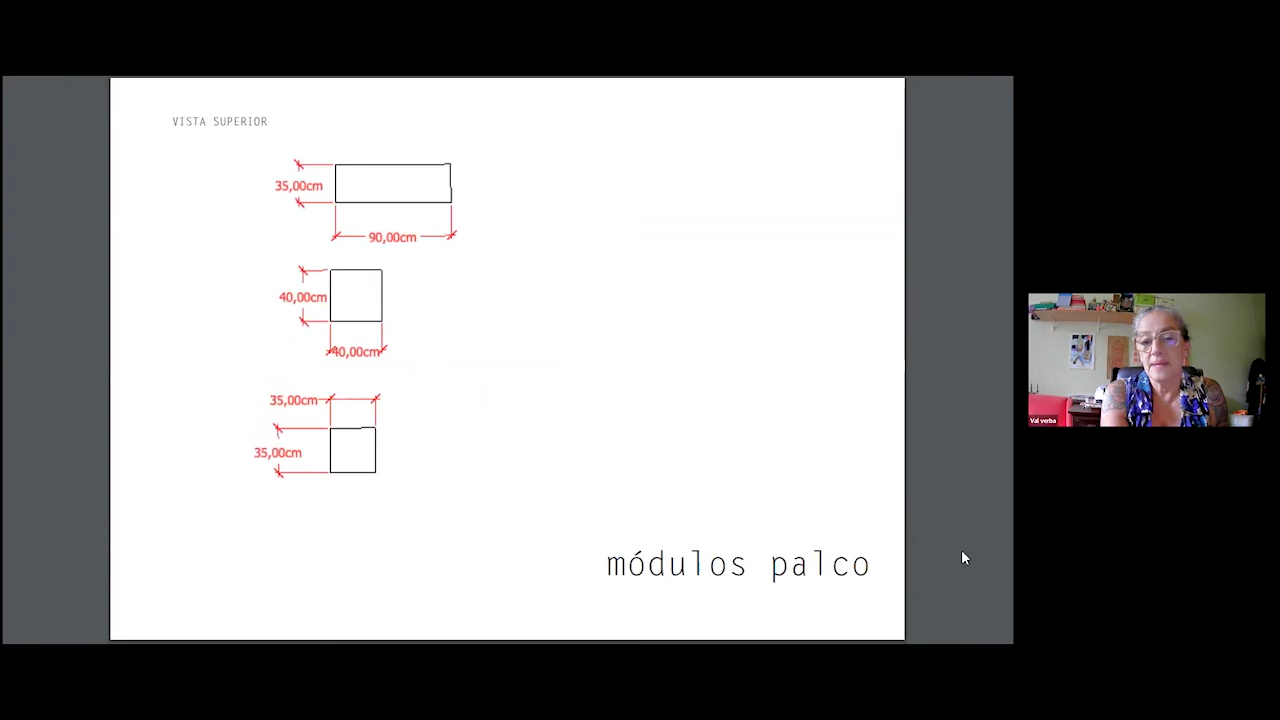 VISTA SUPERIOR
35,00cm
90,00cm
40,00cm
40,00cm
35,00cm
35,00cm
módulos palco
Val verba